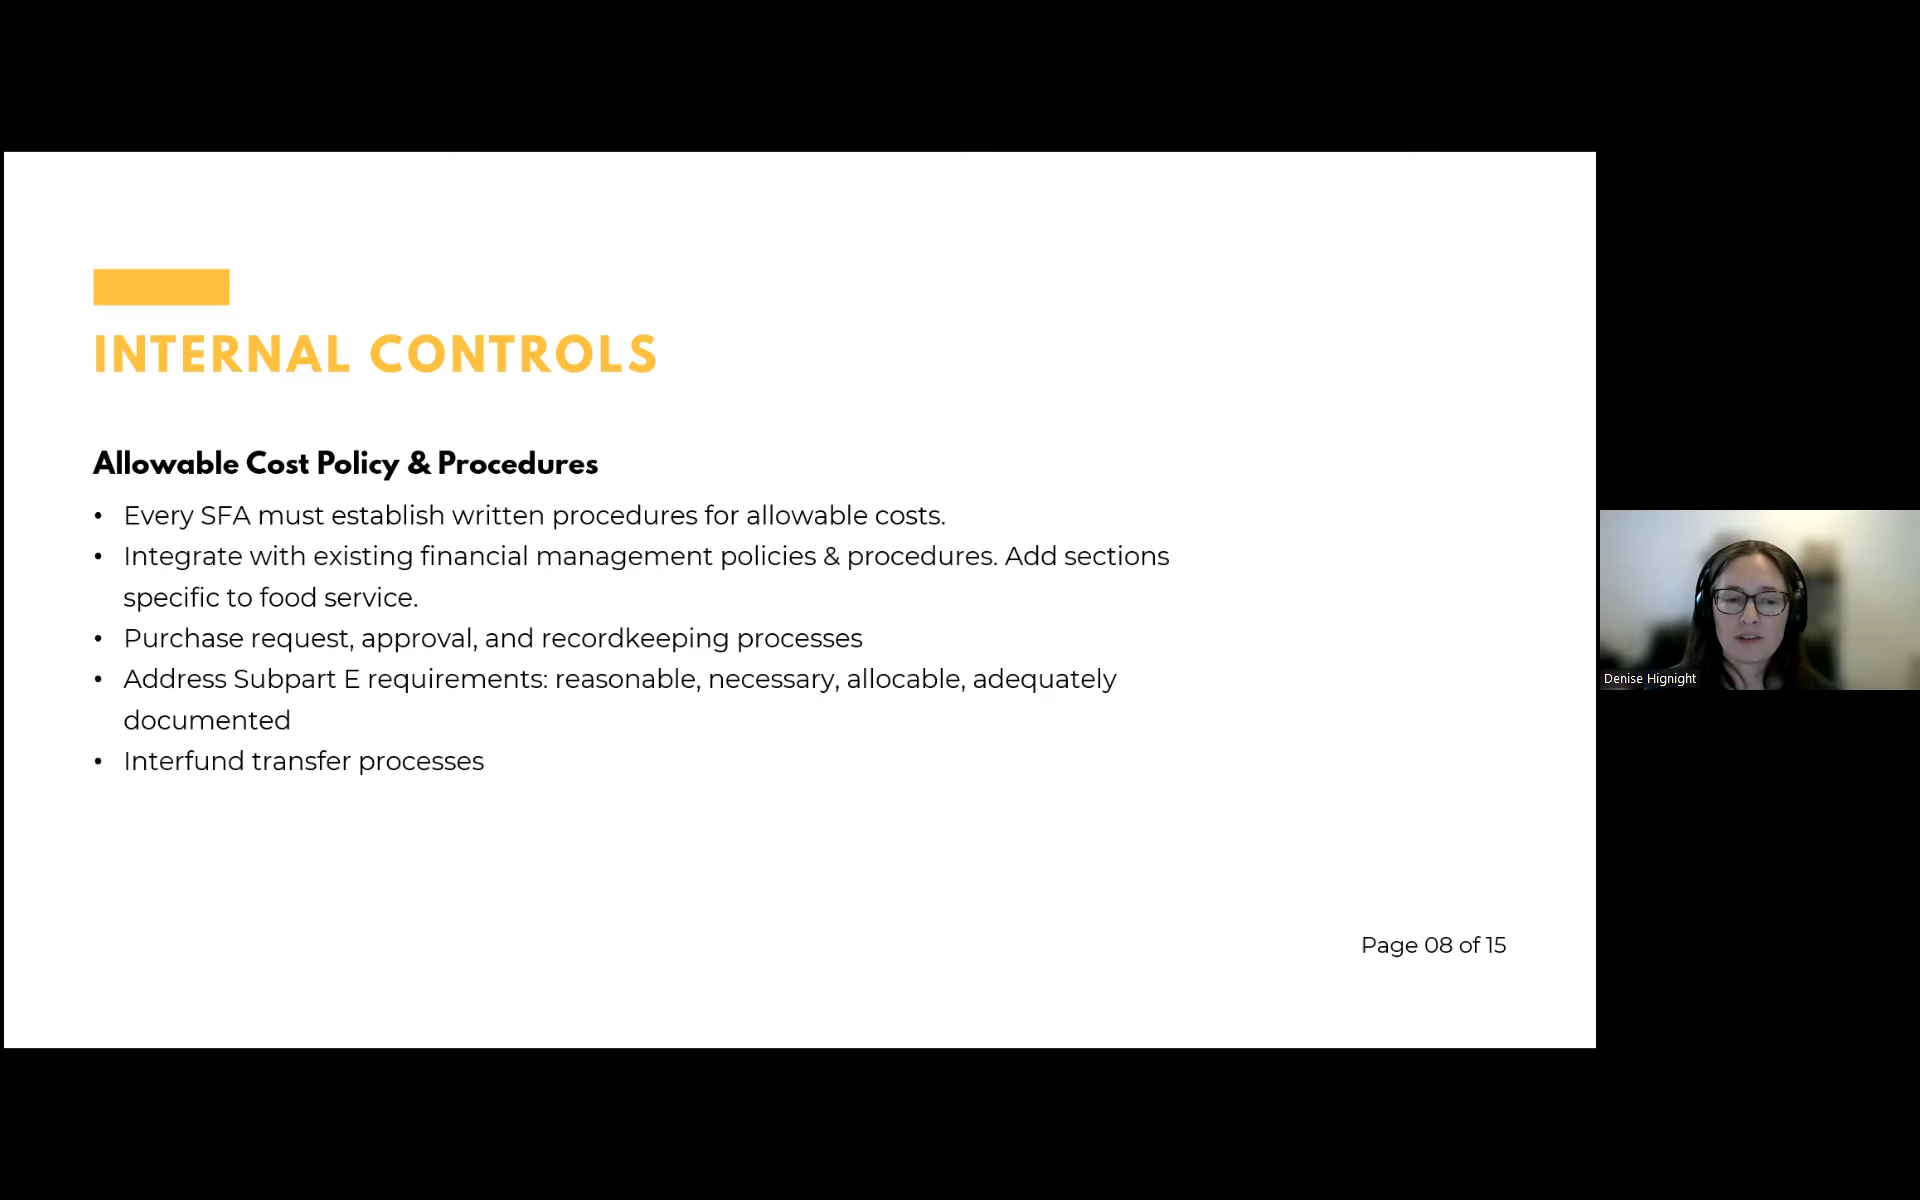 INTERNAL CONTROLS
Allowable Cost Policy & Procedures
• Every SFA must establish written procedures for allowable costs.
• Integrate with existing financial management policies & procedures. Add sections
specific to food service.
• Purchase request, approval, and recordkeeping processes
• Address Subpart E requirements: reasonable, necessary, allocable, adequately
documented
• Interfund transfer processes
Page 08 of 15
Denise Hignight